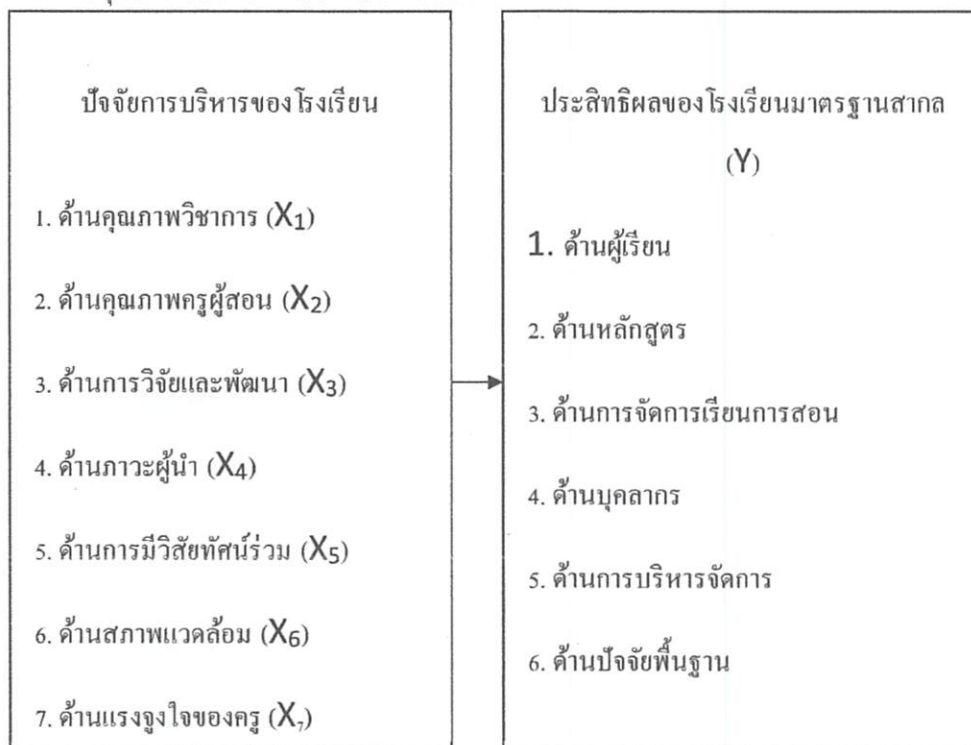 ปัจจัยการบริหารของโรงเรียน
1. ด้านคุณภาพวิชาการ (X1)
2. ด้านคุณภาพครูผู้สอน (X2)
3. ด้านการวิจัยและพัฒนา (X3)
4. ด้านภาวะผู้นำ (X4)
5. ด้านการมีวิสัยทัศน์ร่วม (X5)
6. ด้านสภาพแวดล้อม (X6)
7. ด้านแรงจูงใจของครู (X7)
ประสิทธิผลของโรงเรียนมาตรฐานสากล
(Y)
1. ด้านผู้เรียน
2. ด้านหลักสูตร
3. ด้านการจัดการเรียนการสอน
4. ด้านบุคลากร
5. ด้านการบริหารจัดการ
6. ด้านปัจจัยพื้นฐาน